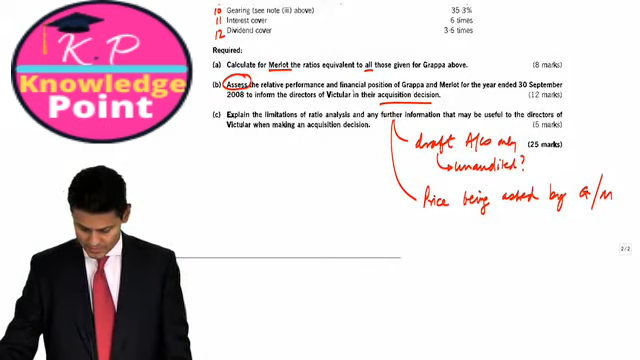 10 Gearing (see note (iii) above) 35·3%
11 Interest cover 6 times
12 Dividend cover 3·5 times
K.P
Knowledge
Point
Required:
(a) Calculate for Merlot the ratios equivalent to all those given for Grappa above. (8 marks)
(b) Assess the relative performance and financial position of Grappa and Merlot for the year ended 30 September
2008 to inform the directors of Victular in their acquisition decision. (12 marks)
(c) Explain the limitations of ratio analysis and any further information that may be useful to the directors of
Victular when making an acquisition decision. (5 marks)
draft A/cs only (25 marks)
unaudited?
Price being asked by G/M
2/2